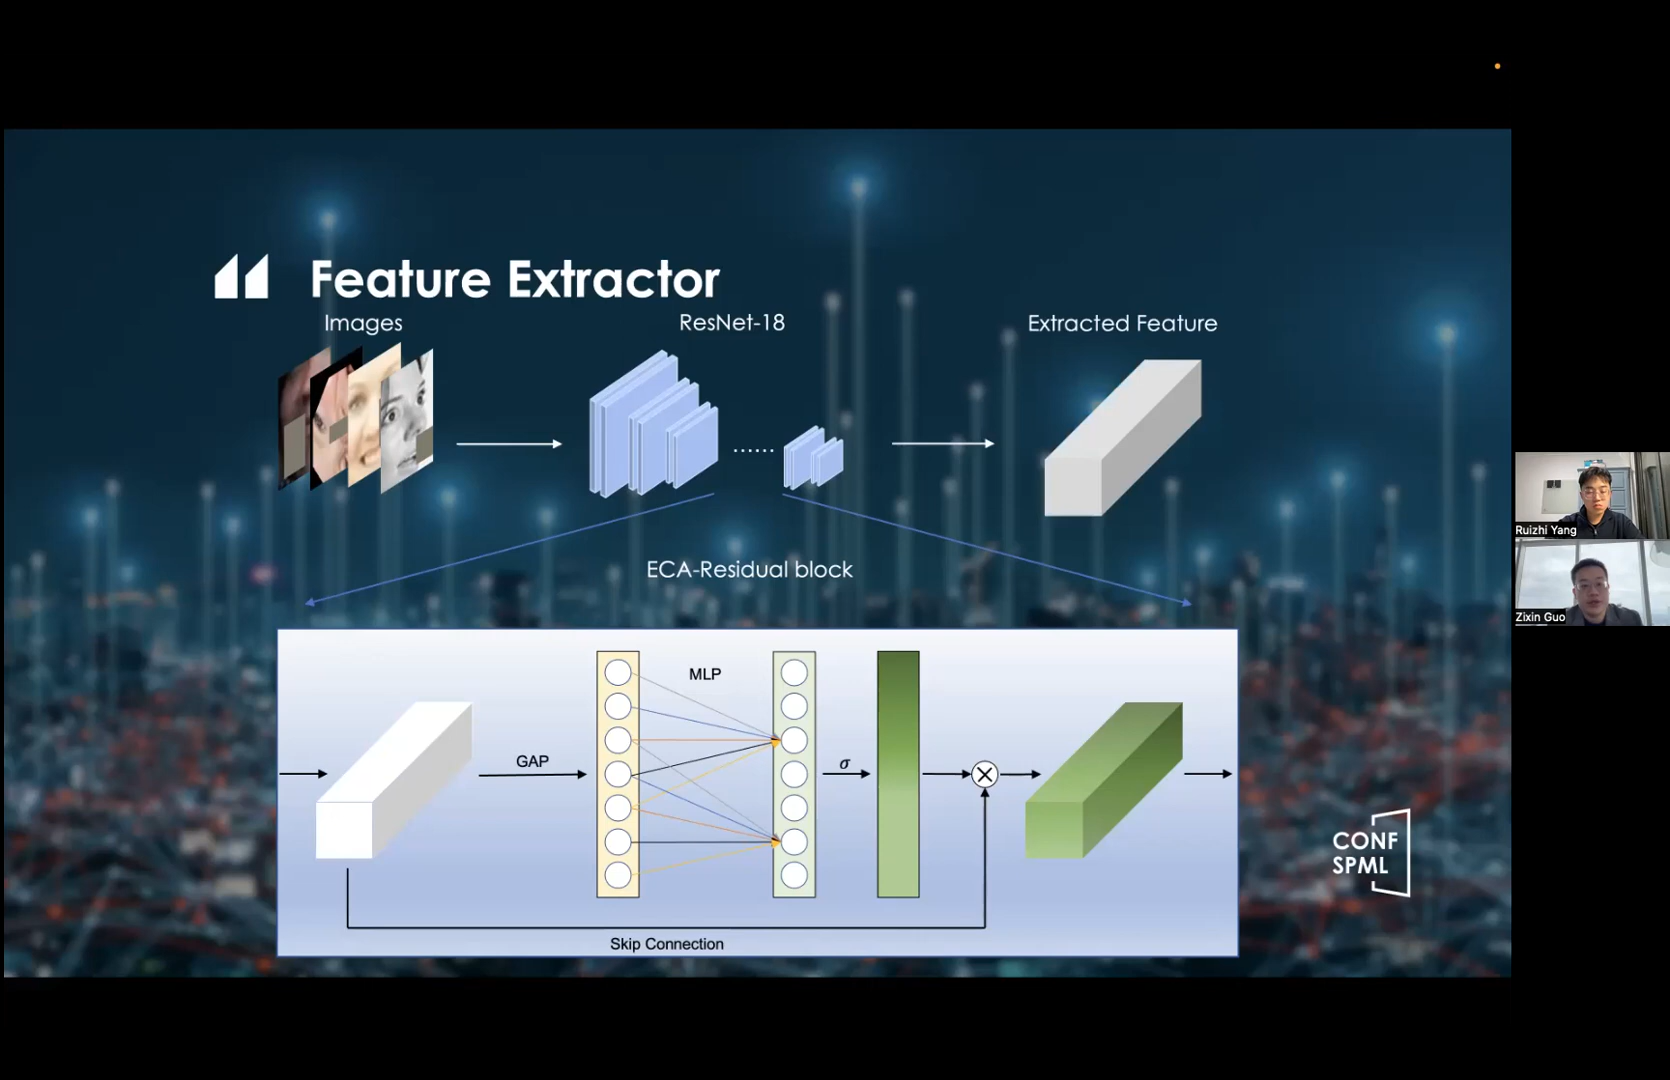 Feature Extractor
Images
ResNet-18
Extracted Feature
......
ECA-Residual block
MLP
GAP
σ
Skip Connection
CONF
SPML
Ruizhi Yang
Zixin Guo